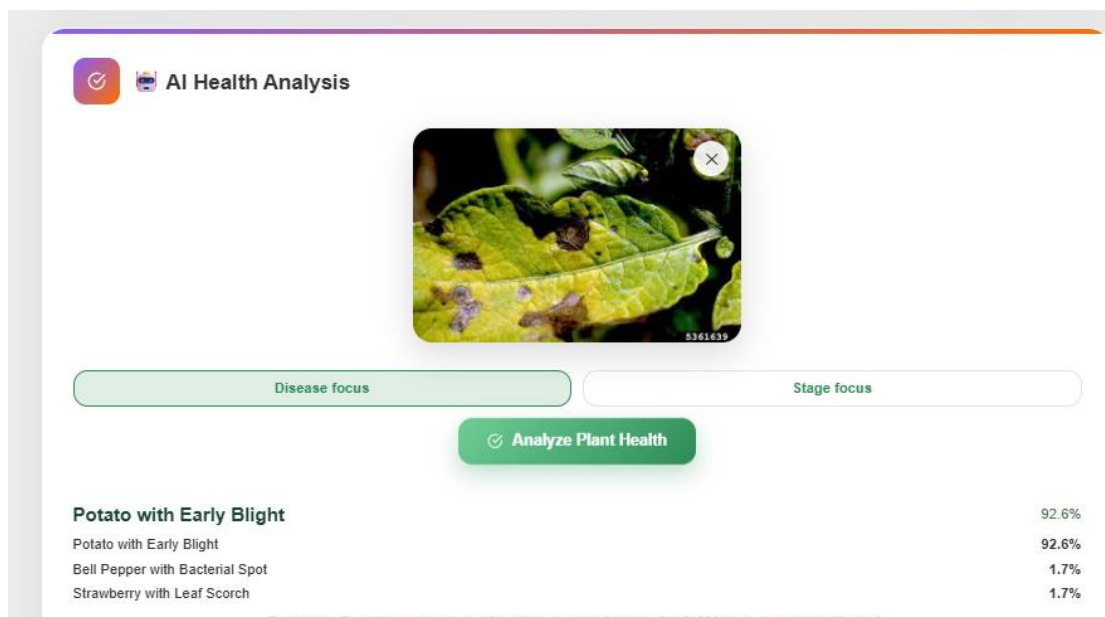 AI Health Analysis
5361639
Disease focus
Stage focus
Analyze Plant Health
Potato with Early Blight
92.6%
Potato with Early Blight
92.6%
Bell Pepper with Bacterial Spot
1.7%
Strawberry with Leaf Scorch
1.7%